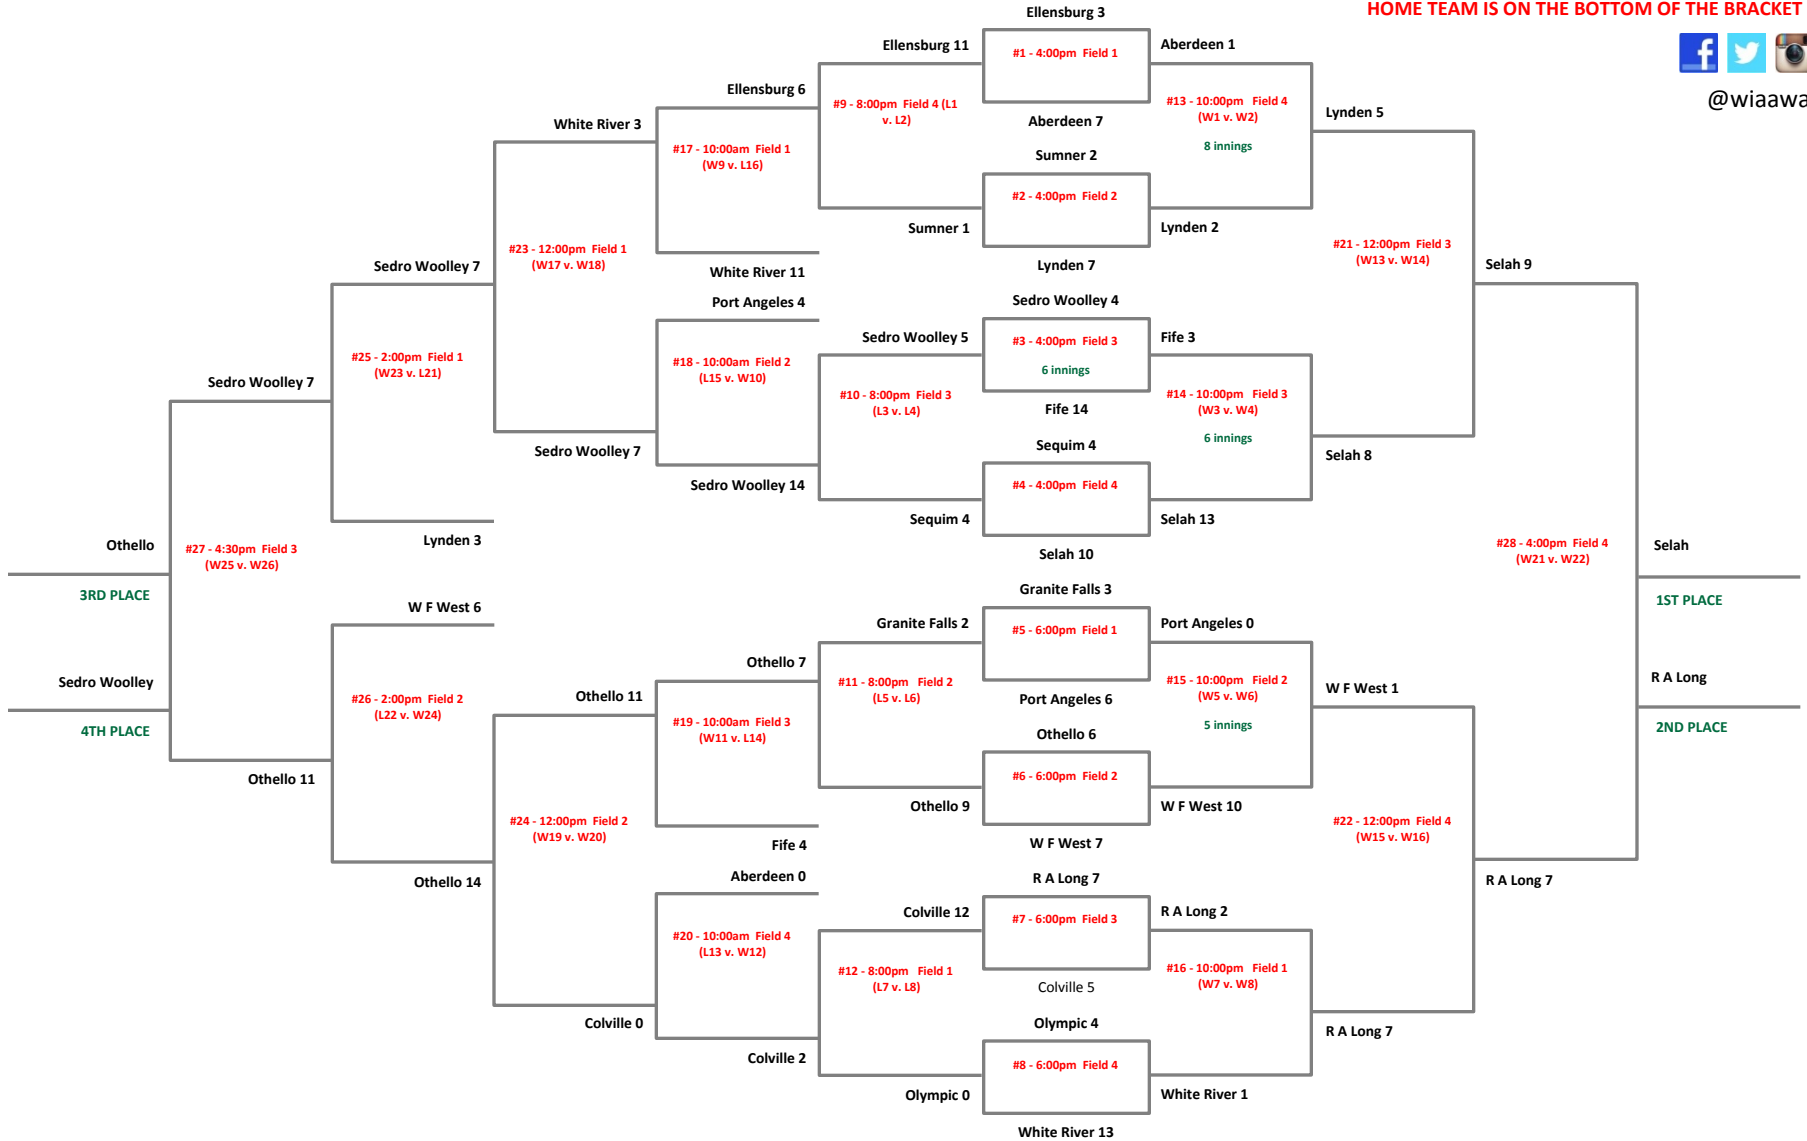 HOME TEAM IS ON THE BOTTOM OF THE BRACKET
@wiaawa
Ellensburg 3
#1 - 4:00pm Field 1
Aberdeen 7
Sumner 2
#2 - 4:00pm Field 2
Lynden 7
Sedro Woolley 4
#3 - 4:00pm Field 3
6 innings
Fife 14
Sequim 4
#4 - 4:00pm Field 4
Selah 10
Granite Falls 3
#5 - 6:00pm Field 1
Port Angeles 6
Othello 6
#6 - 6:00pm Field 2
W F West 7
R A Long 7
#7 - 6:00pm Field 3
Colville 5
Olympic 4
#8 - 6:00pm Field 4
White River 13
Ellensburg 11
#9 - 8:00pm Field 4 (L1
v. L2)
Sumner 1
Sedro Woolley 5
#10 - 8:00pm Field 3
(L3 v. L4)
Sequim 4
Granite Falls 2
#11 - 8:00pm Field 2
(L5 v. L6)
Othello 9
Colville 12
#12 - 8:00pm Field 1
(L7 v. L8)
Olympic 0
Aberdeen 1
#13 - 10:00pm Field 4
(W1 v. W2)
8 innings
Lynden 2
Fife 3
#14 - 10:00pm Field 3
(W3 v. W4)
6 innings
Selah 13
Port Angeles 0
#15 - 10:00pm Field 2
(W5 v. W6)
5 innings
W F West 10
R A Long 2
#16 - 10:00pm Field 1
(W7 v. W8)
White River 1
Ellensburg 6
#17 - 10:00am Field 1
(W9 v. L16)
White River 11
Port Angeles 4
#18 - 10:00am Field 2
(L15 v. W10)
Sedro Woolley 14
Othello 7
#19 - 10:00am Field 3
(W11 v. L14)
Fife 4
Aberdeen 0
#20 - 10:00am Field 4
(L13 v. W12)
Colville 2
Lynden 5
#21 - 12:00pm Field 3
(W13 v. W14)
Selah 8
W F West 1
#22 - 12:00pm Field 4
(W15 v. W16)
R A Long 7
White River 3
#23 - 12:00pm Field 1
(W17 v. W18)
Sedro Woolley 7
Othello 11
#24 - 12:00pm Field 2
(W19 v. W20)
Colville 0
Sedro Woolley 7
#25 - 2:00pm Field 1
(W23 v. L21)
Lynden 3
W F West 6
#26 - 2:00pm Field 2
(L22 v. W24)
Othello 14
Sedro Woolley 7
#27 - 4:30pm Field 3
(W25 v. W26)
Othello 11
Selah 9
#28 - 4:00pm Field 4
(W21 v. W22)
R A Long 7
Othello
3RD PLACE
Sedro Woolley
4TH PLACE
Selah
1ST PLACE
R A Long
2ND PLACE